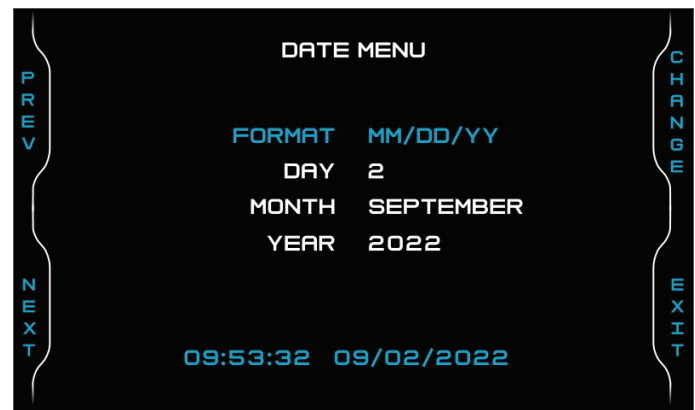 DATE MENU
PREV
CHANGE
FORMAT MM/DD/YY
DAY 2
MONTH SEPTEMBER
YEAR 2022
NEXT
EXIT
09:53:32 09/02/2022